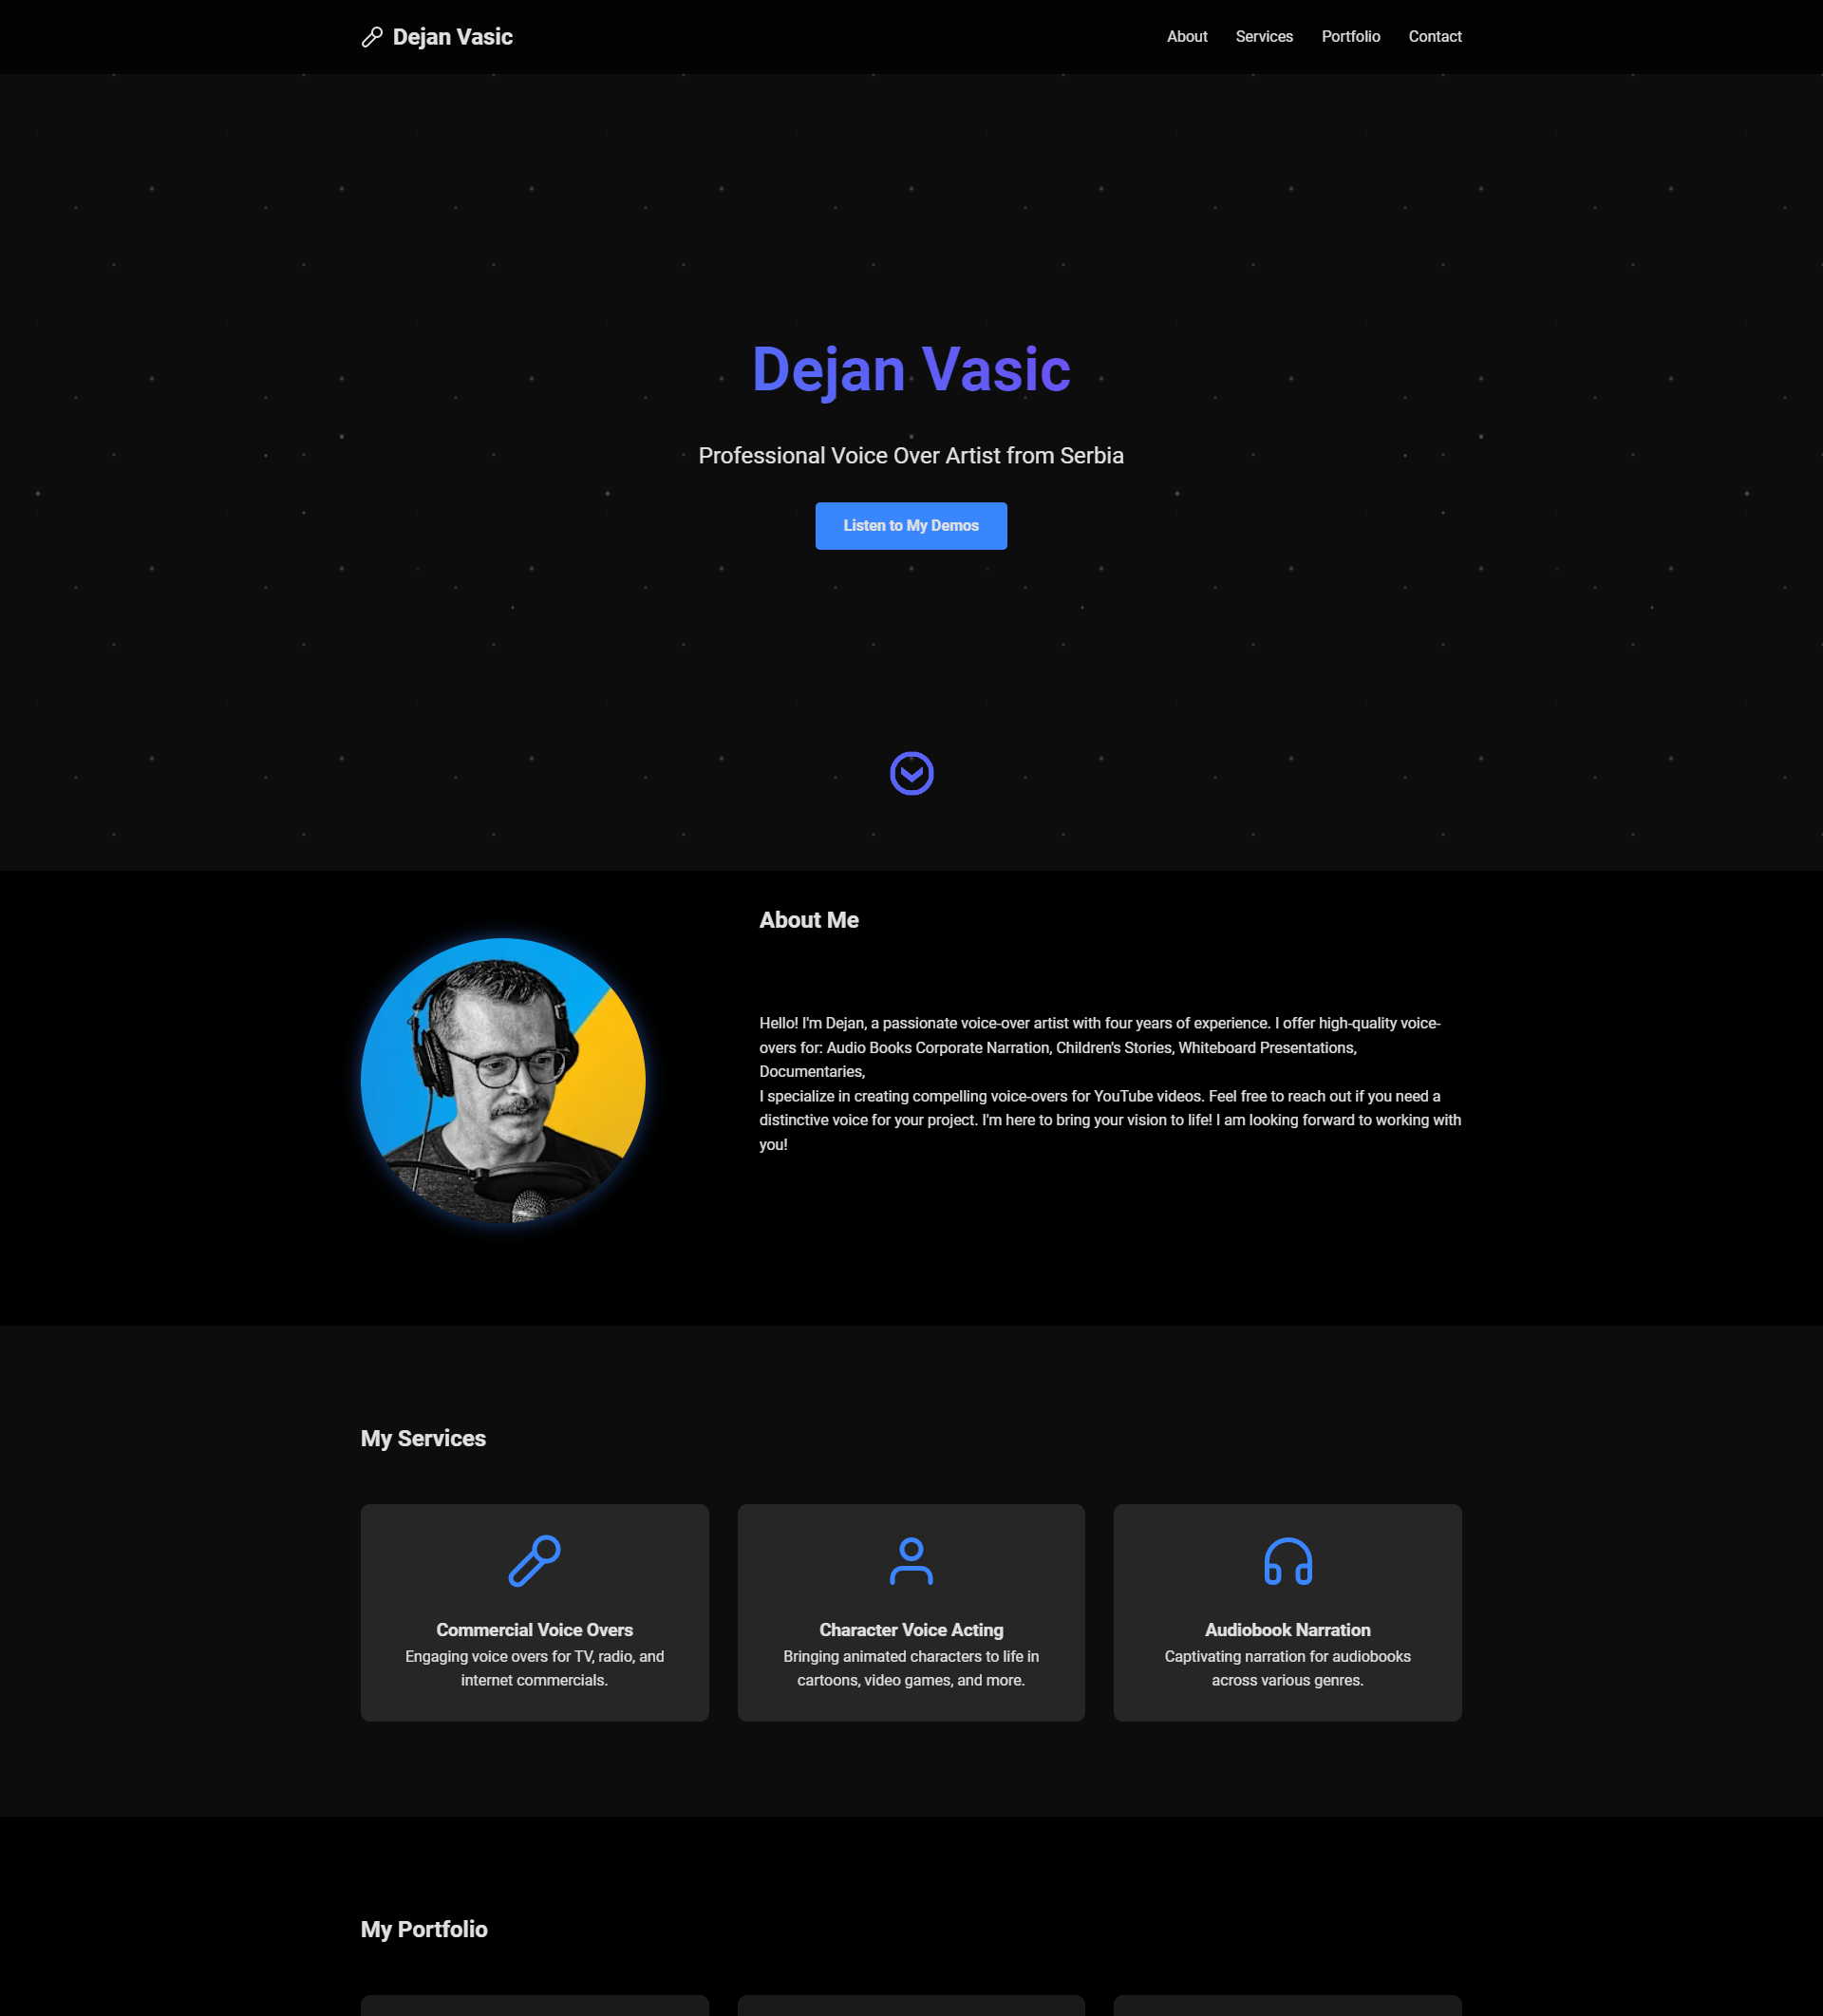 Dejan Vasic
About Services Portfolio Contact
Dejan Vasic
Professional Voice Over Artist from Serbia
Listen to My Demos
About Me
Hello! I'm Dejan, a passionate voice-over artist with four years of experience. I offer high-quality voice-
overs for: Audio Books Corporate Narration, Children's Stories, Whiteboard Presentations,
Documentaries,
I specialize in creating compelling voice-overs for YouTube videos. Feel free to reach out if you need a
distinctive voice for your project. I'm here to bring your vision to life! I am looking forward to working with
you!
My Services
Commercial Voice Overs
Engaging voice overs for TV, radio, and
internet commercials.
Character Voice Acting
Bringing animated characters to life in
cartoons, video games, and more.
Audiobook Narration
Captivating narration for audiobooks
across various genres.
My Portfolio